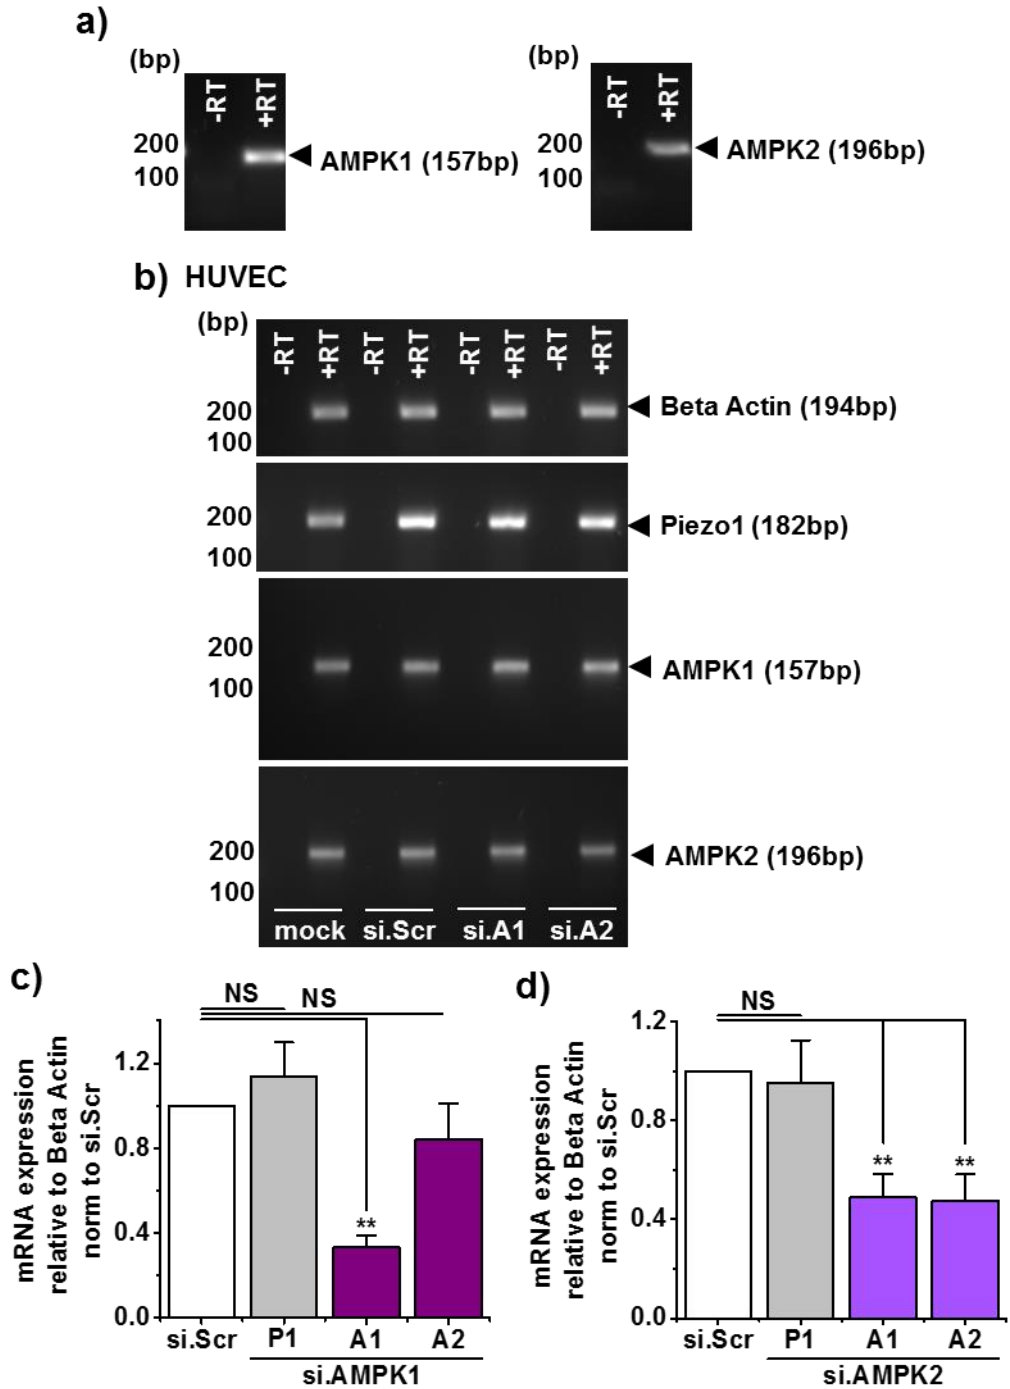 a)
(bp)
-RT
+RT
200
100
AMPK1 (157bp)
(bp)
-RT
+RT
200
100
AMPK2 (196bp)
b) HUVEC
(bp)
-RT +RT -RT +RT -RT +RT -RT +RT
200
100
Beta Actin (194bp)
200
100
Piezo1 (182bp)
200
100
AMPK1 (157bp)
200
100
AMPK2 (196bp)
mock si.Scr si.A1 si.A2
c)
NS
NS
mRNA expression
relative to Beta Actin
norm to si.Scr
1.2
0.8
0.4
0.0
**
si.Scr P1 A1 A2
si.AMPK1
d)
NS
mRNA expression
relative to Beta Actin
norm to si.Scr
1.2
0.8
0.4
0.0
** **
si.Scr P1 A1 A2
si.AMPK2